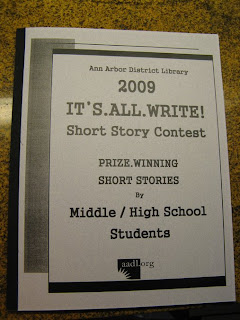 Ann Arbor District Library
2009
IT'S.ALL.WRITE!
Short Story Contest
PRIZE.WINNING
SHORT STORIES
By
Middle / High School
Students
aadl.org